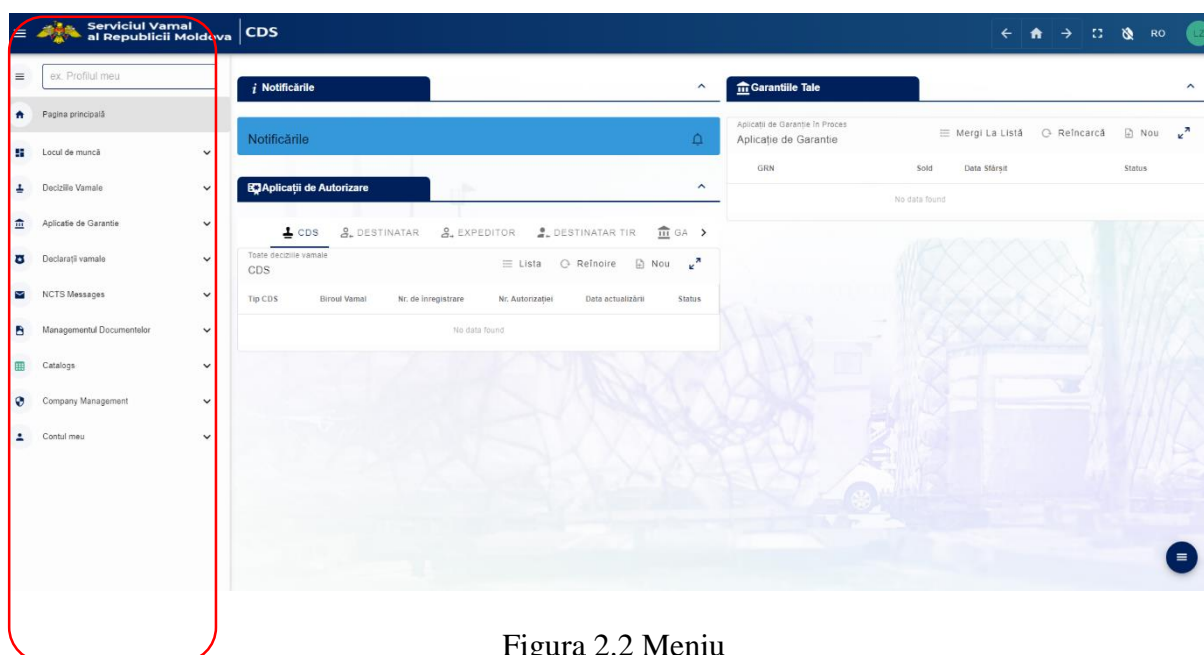 Serviciul Vamal
al Republicii Moldova
CDS
RO
LZ
ex. Profilul meu
Pagina principală
Locul de muncă
Deciziile Vamale
Aplicatie de Garantie
Declarații vamale
NCTS Messages
Managementul Documentelor
Catalogs
Company Management
Contul meu
i Notificările
Notificările
Aplicații de Autorizare
CDS DESTINATAR EXPEDITOR DESTINATAR TIR GA
Toate deciziile vamale
CDS
Lista Reînoire Nou
Tip CDS Biroul Vamal Nr. de înregistrare Nr. Autorizației Data actualizării Status
No data found
Garantiile Tale
Aplicații de Garanție în Proces
Aplicație de Garantie
Mergi La Listă Reîncarcă Nou
GRN Sold Data Sfârșit Status
No data found
Figura 2.2 Meniu